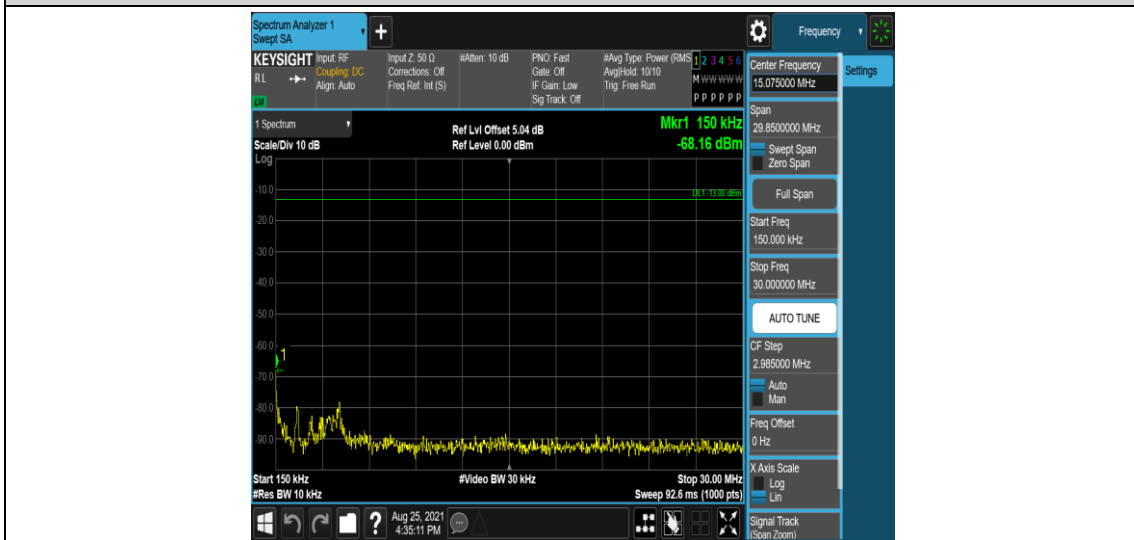 Spectrum Analyzer 1
Swept SA
Frequency
KEYSIGHT
RL
Input: RF
Coupling: DC
Align: Auto
Input Z: 50 Ω
Corrections: Off
Freq Ref: Int (S)
#Atten: 10 dB
PNO: Fast
Gate: Off
IF Gain: Low
Sig Track: Off
#Avg Type: Power (RMS
Avg|Hold: 10/10
Trig: Free Run
1 2 3 4 5 6
M W W W W W
P P P P P P
1 Spectrum
Scale/Div 10 dB
Ref Lvl Offset 5.04 dB
Ref Level 0.00 dBm
Mkr1 150 kHz
-68.16 dBm
Log
DL1 -13.00 dBm
-10.0
-20.0
-30.0
-40.0
-50.0
-60.0
1
-70.0
-80.0
-90.0
Start 150 kHz
#Res BW 10 kHz
#Video BW 30 kHz
Stop 30.00 MHz
Sweep 92.6 ms (1000 pts)
?
Aug 25, 2021
4:35:11 PM
Center Frequency
15.075000 MHz
Settings
Span
29.8500000 MHz
Swept Span
Zero Span
Full Span
Start Freq
150.000 kHz
Stop Freq
30.000000 MHz
AUTO TUNE
CF Step
2.985000 MHz
Auto
Man
Freq Offset
0 Hz
X Axis Scale
Log
Lin
Signal Track
(Span Zoom)